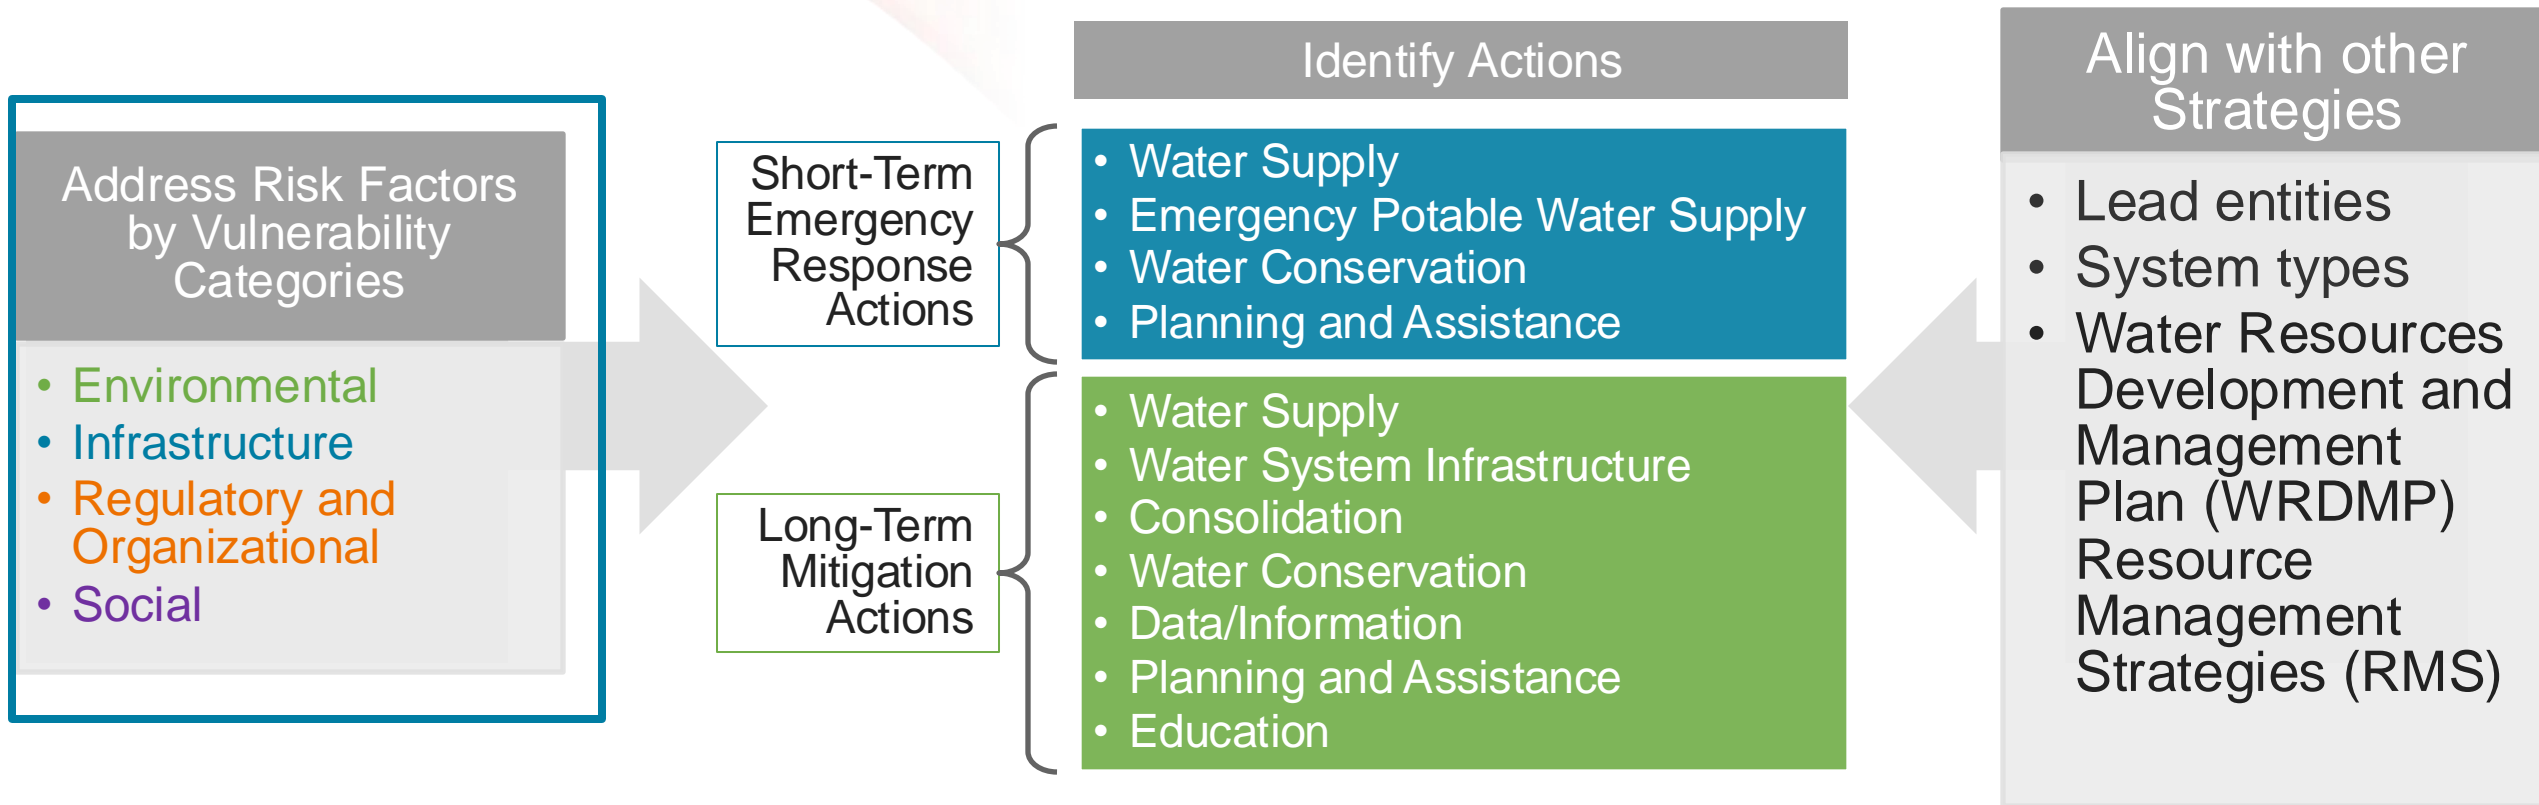 Address Risk Factors
by Vulnerability
Categories
• Environmental
• Infrastructure
• Regulatory and
Organizational
• Social
Short-Term
Emergency
Response
Actions
Long-Term
Mitigation
Actions
Identify Actions
• Water Supply
• Emergency Potable Water Supply
• Water Conservation
• Planning and Assistance
• Water Supply
• Water System Infrastructure
• Consolidation
• Water Conservation
• Data/Information
• Planning and Assistance
• Education
Align with other
Strategies
• Lead entities
• System types
• Water Resources
Development and
Management
Plan (WRDMP)
Resource
Management
Strategies (RMS)